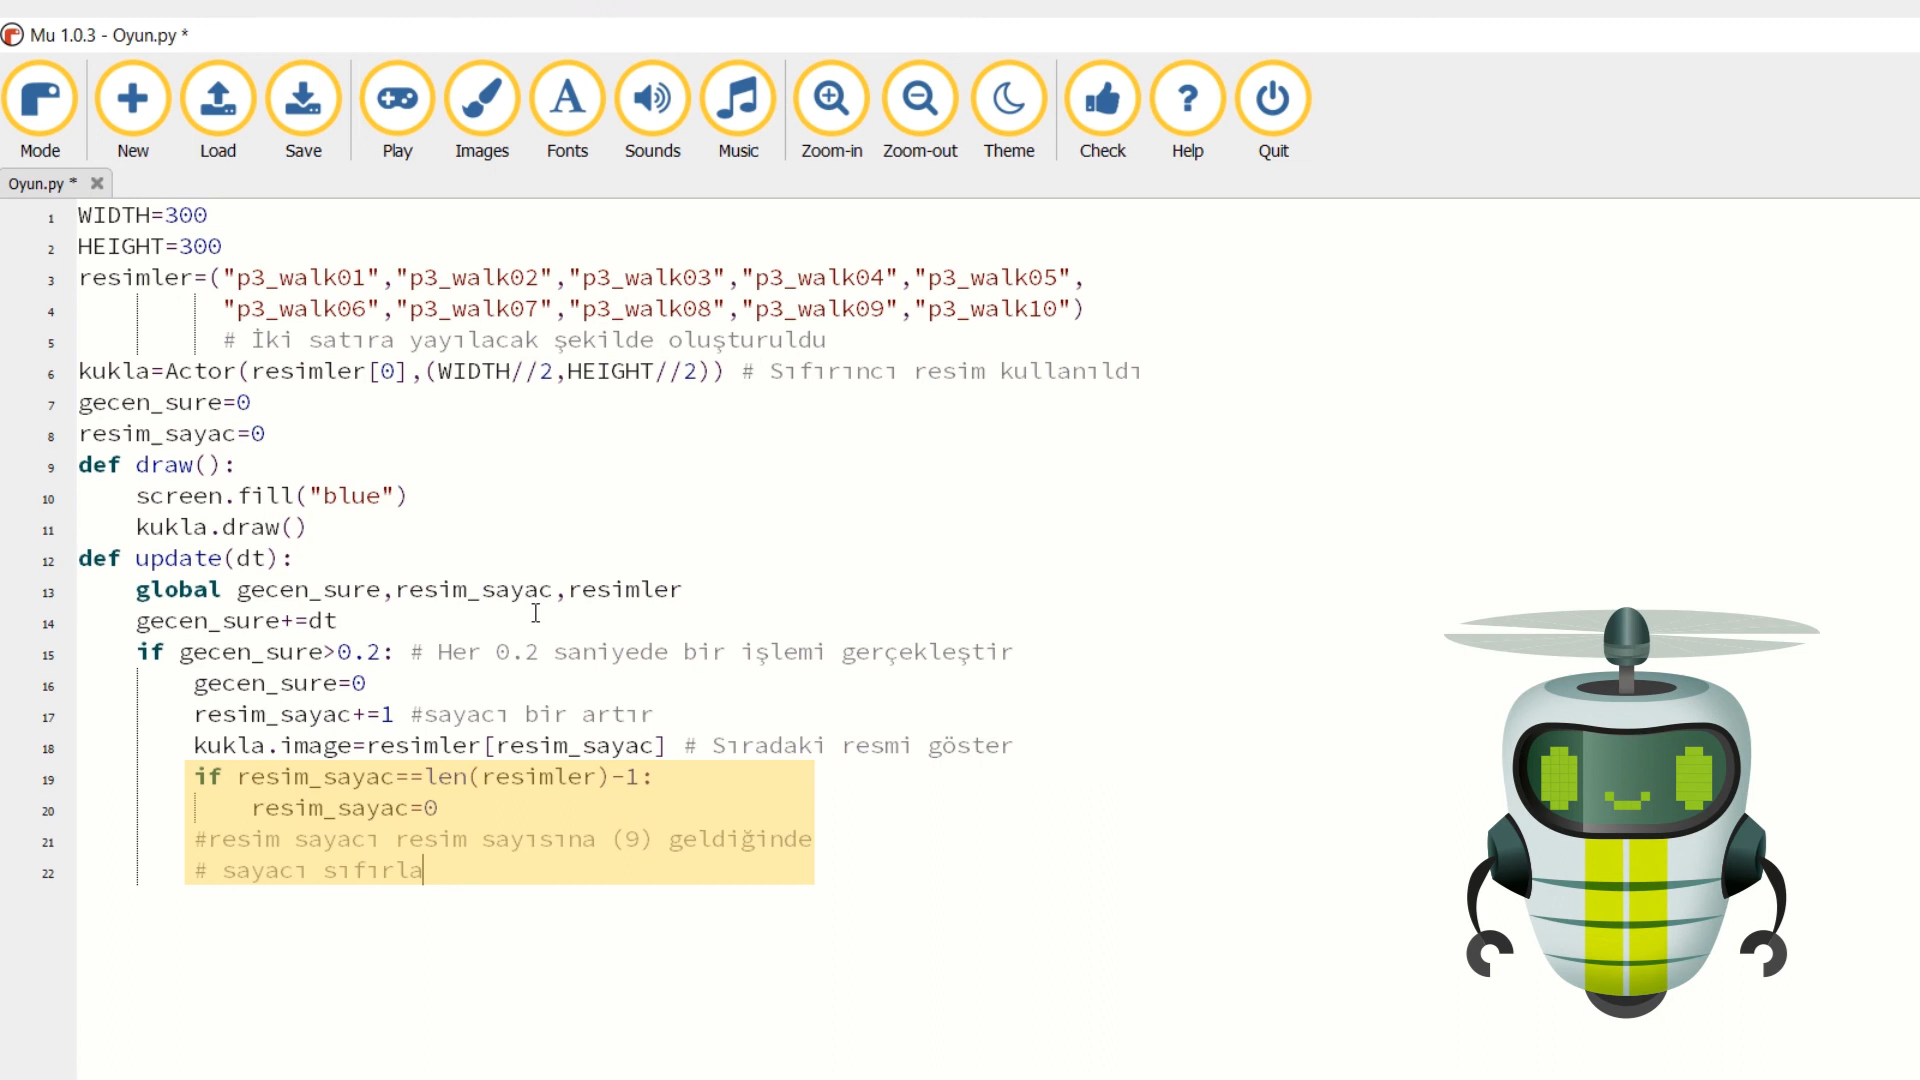 Mu 1.0.3 - Oyun.py *
Mode New Load Save Play Images Fonts Sounds Music Zoom-in Zoom-out Theme Check Help Quit
Oyun.py *
1 WIDTH=300
2 HEIGHT=300
3 resimler=("p3_walk01","p3_walk02","p3_walk03","p3_walk04","p3_walk05",
4 "p3_walk06","p3_walk07","p3_walk08","p3_walk09","p3_walk10")
5 # İki satıra yayılacak şekilde oluşturuldu
6 kukla=Actor(resimler[0],(WIDTH//2,HEIGHT//2)) # Sıfırıncı resim kullanıldı
7 gecen_sure=0
8 resim_sayac=0
9 def draw():
10 screen.fill("blue")
11 kukla.draw()
12 def update(dt):
13 global gecen_sure,resim_sayac,resimler
14 gecen_sure+=dt
15 if gecen_sure>0.2: # Her 0.2 saniyede bir işlemi gerçekleştir
16 gecen_sure=0
17 resim_sayac+=1 #sayacı bir artır
18 kukla.image=resimler[resim_sayac] # Sıradaki resmi göster
19 if resim_sayac==len(resimler)-1:
20 resim_sayac=0
21 #resim sayacı resim sayısına (9) geldiğinde
22 # sayacı sıfırla